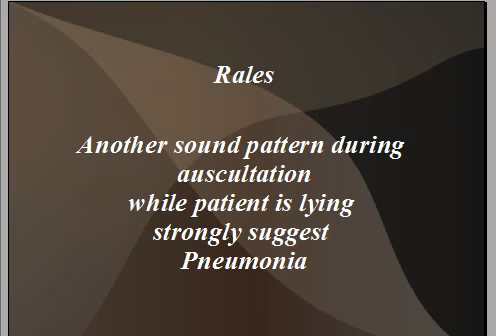 Rales
Another sound pattern during
auscultation
while patient is lying
strongly suggest
Pneumonia